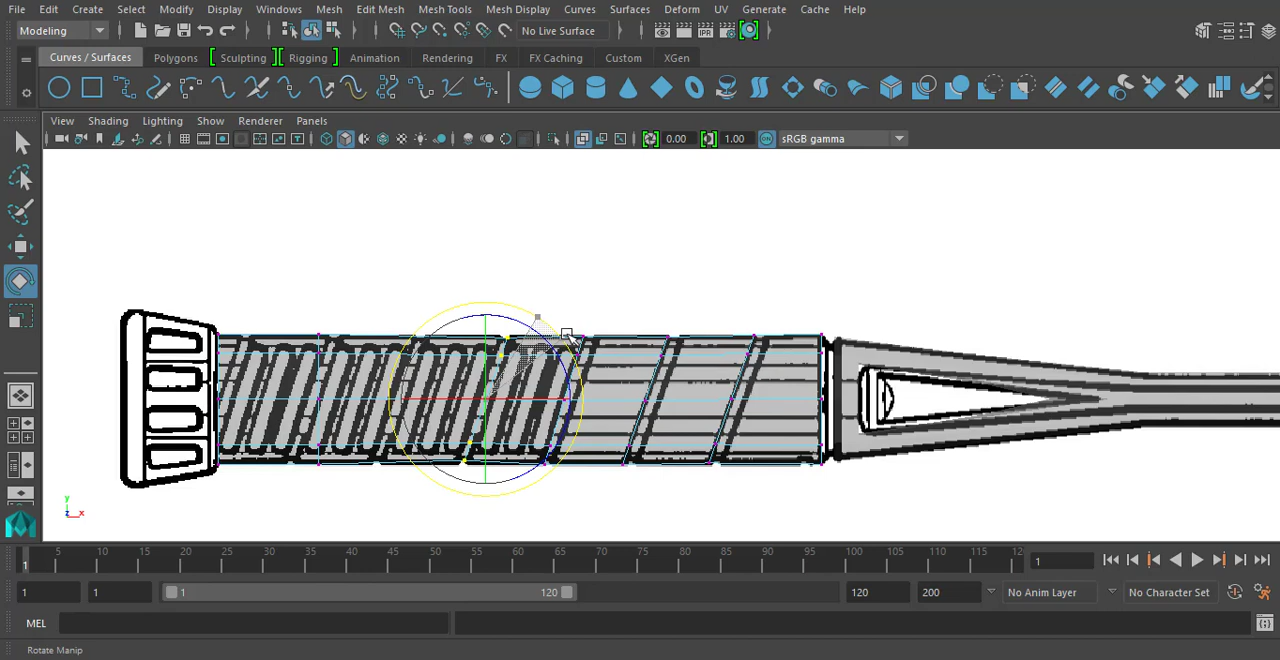 File Edit Create Select Modify Display Windows Mesh Edit Mesh Mesh Tools Mesh Display Curves Surfaces Deform UV Generate Cache Help
Modeling No Live Surface
Curves / Surfaces Polygons Sculpting Rigging Animation Rendering FX FX Caching Custom XGen
View Shading Lighting Show Renderer Panels
0.00 1.00 ON sRGB gamma
y
z x
5 10 15 20 25 30 35 40 45 50 55 60 65 70 75 80 85 90 95 100 105 110 115 12
1 1
1 1 1 120 120 200 No Anim Layer No Character Set
MEL
Rotate Manip